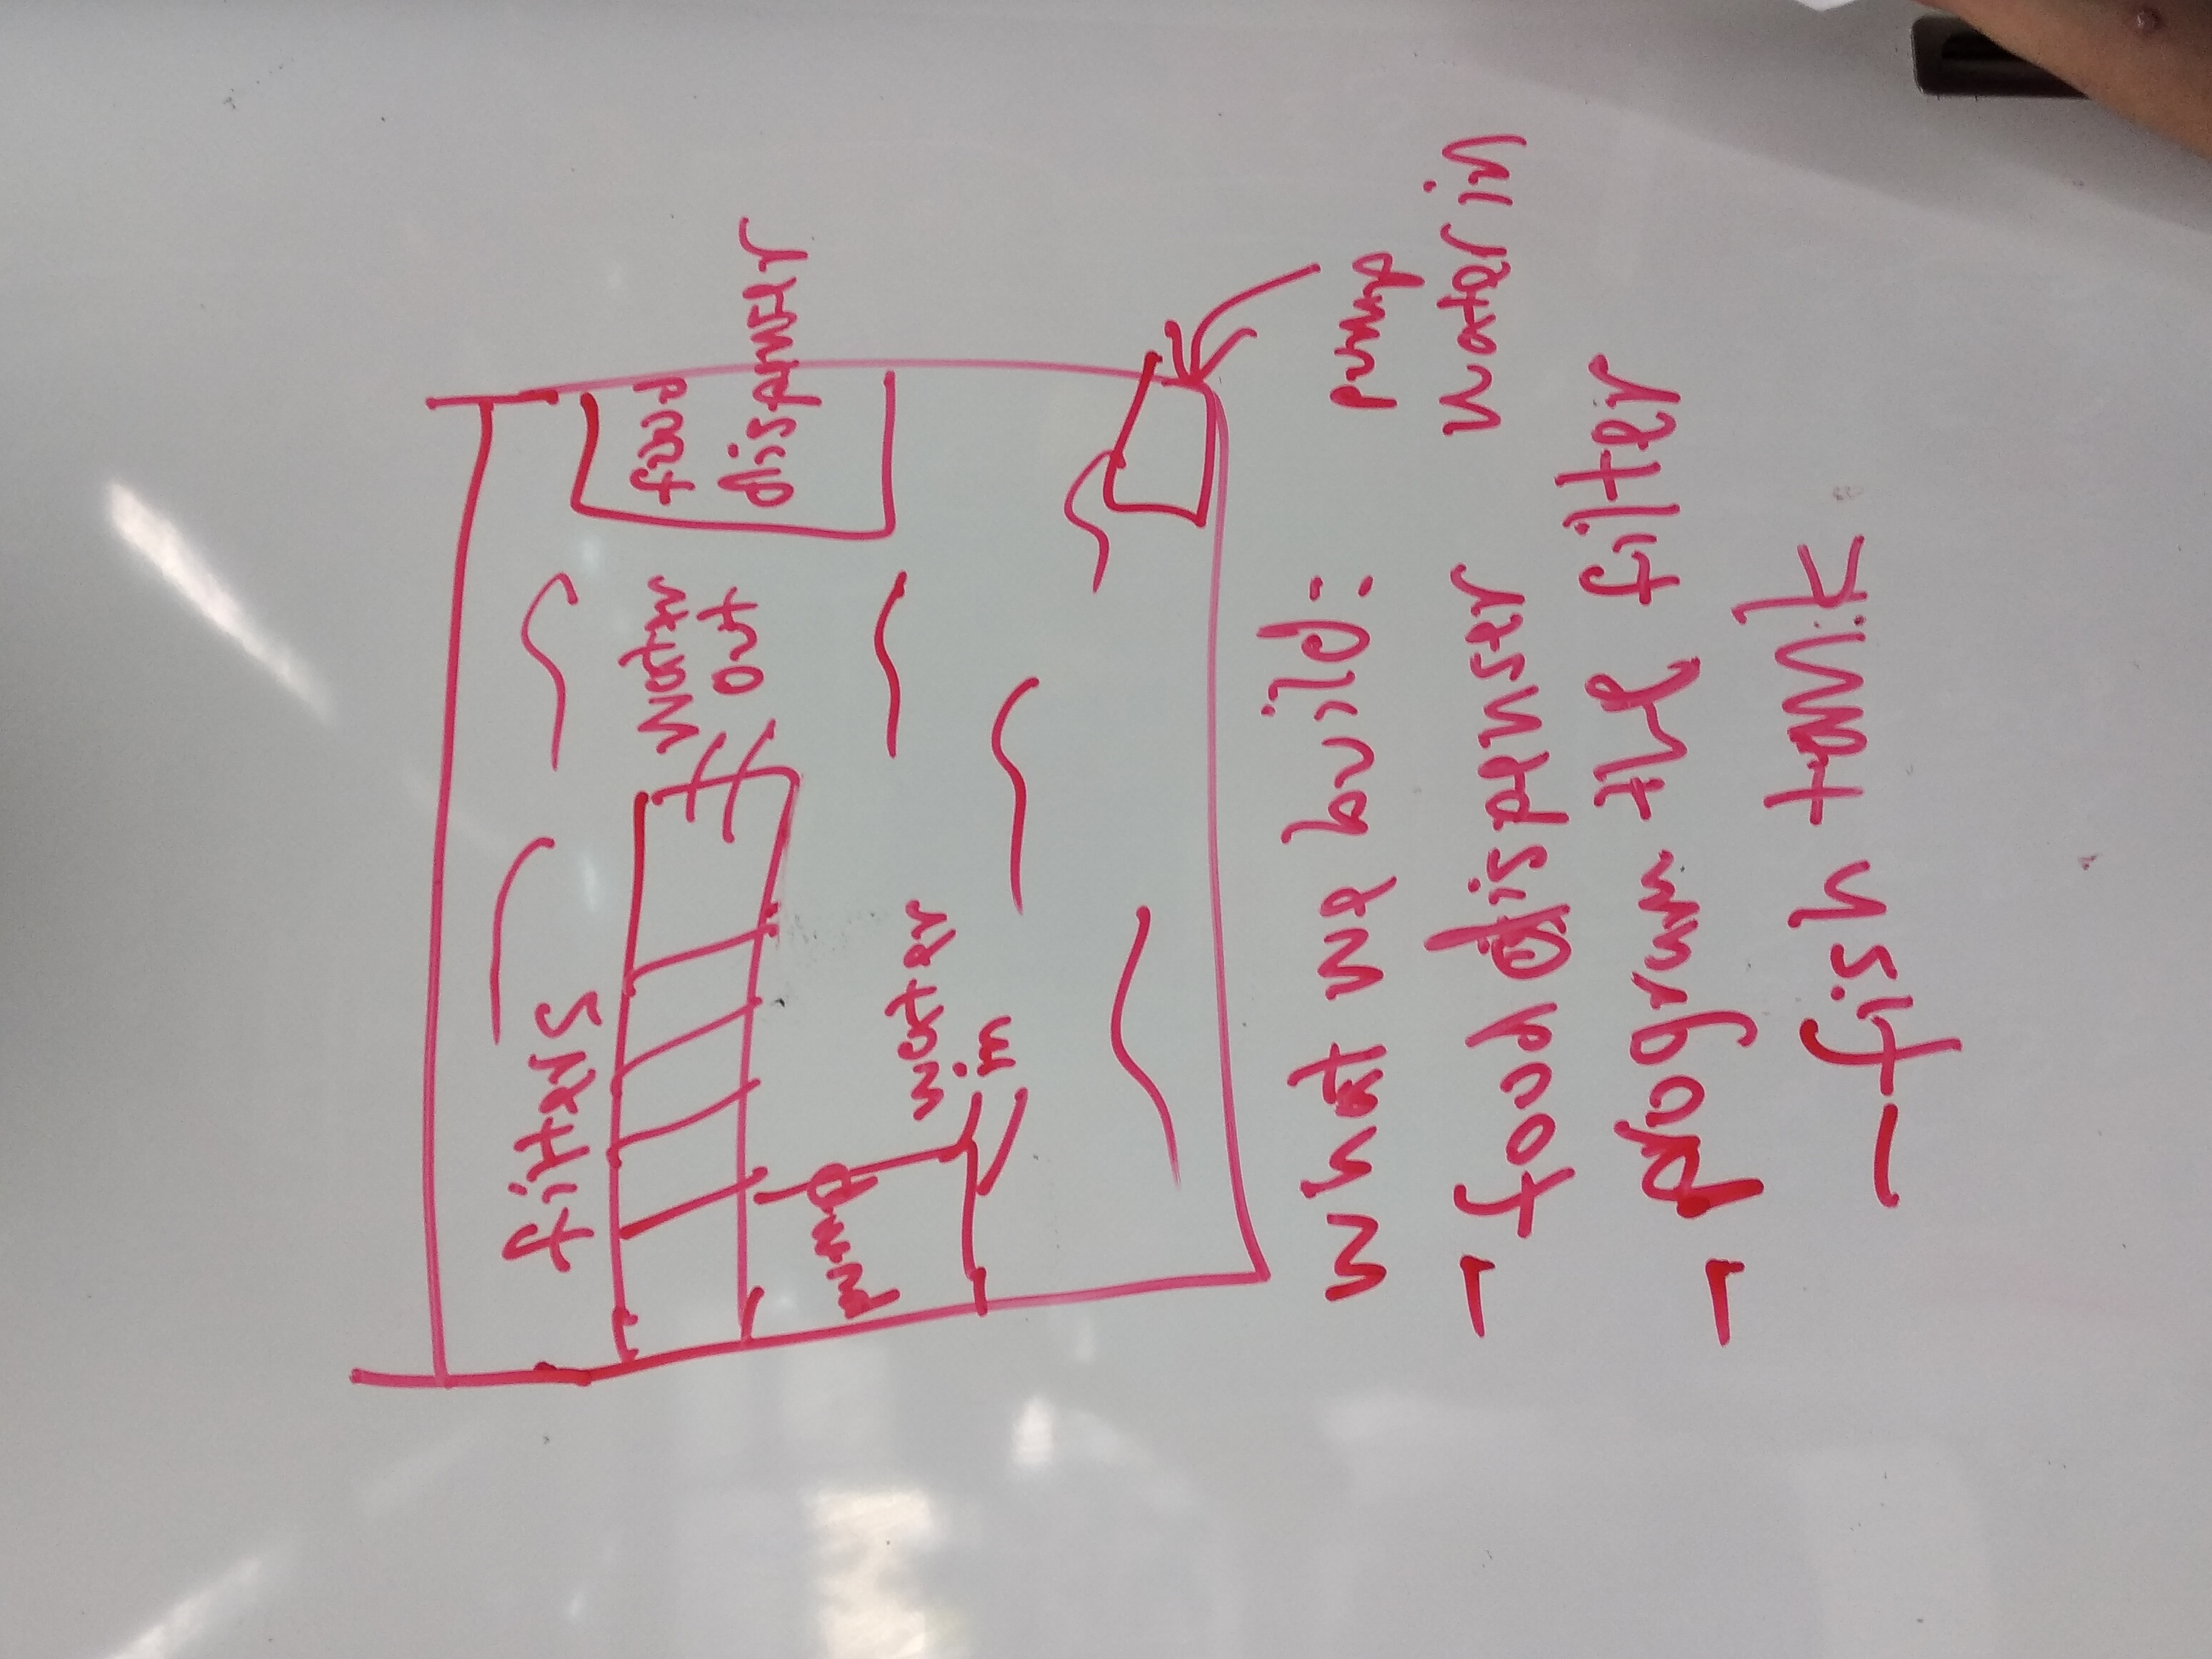 filters
water
out
food
dispenser
pump
water
in
what we build:
pump
water in
- food dispenser
- program the filter
- fish tank